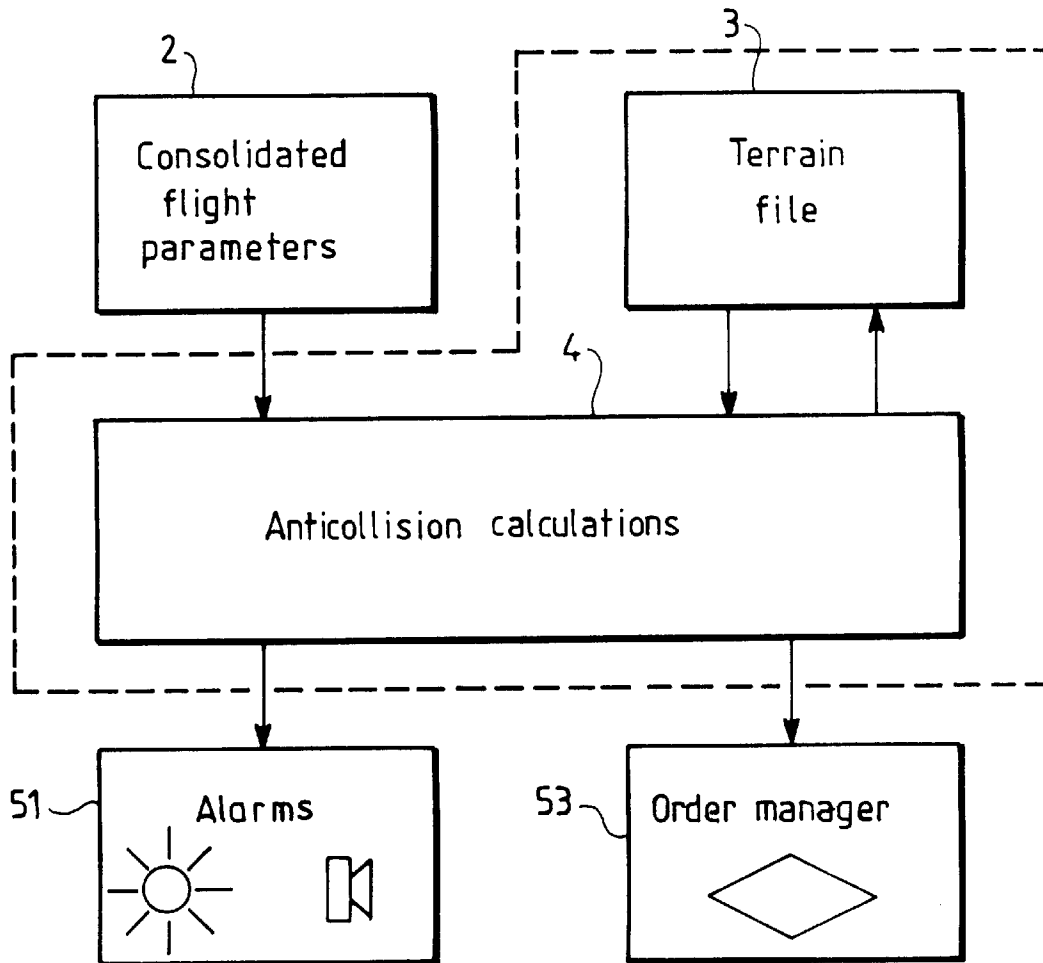 2
3
Consolidated
flight
parameters
Terrain
file
4
Anticollision calculations
51
Alarms
53
Order manager